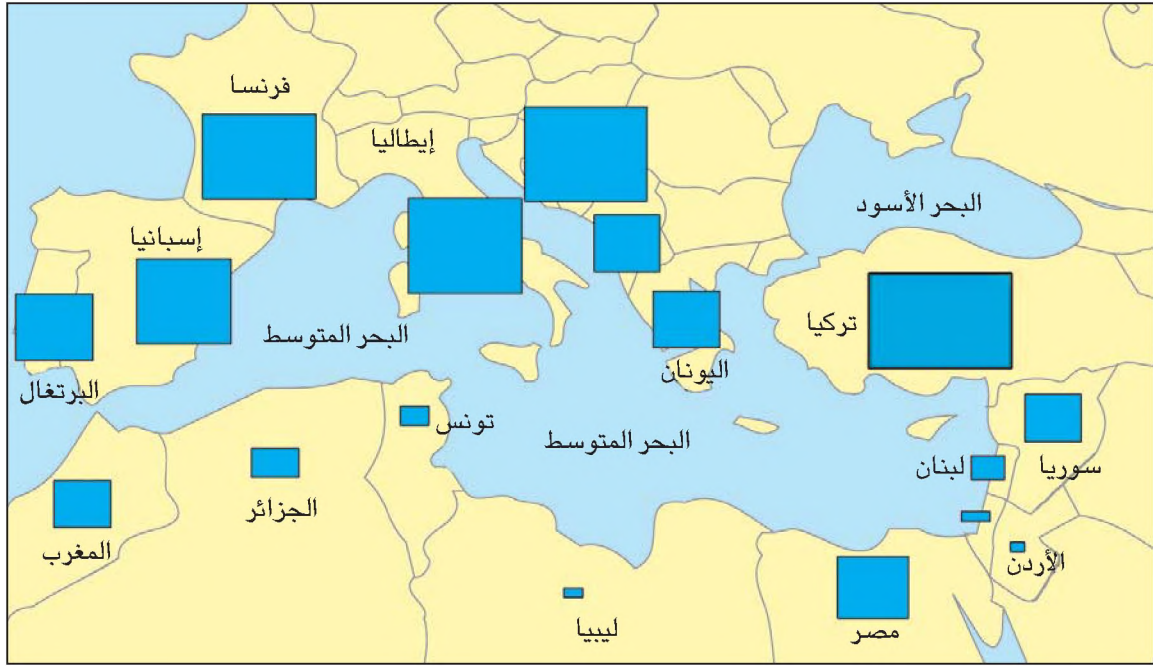 فرنسا
إيطاليا
البحر الأسود
إسبانيا
تركيا
البحر المتوسط
اليونان
البرتغال
تونس
البحر المتوسط
لبنان
سوريا
الجزائر
المغرب
الأردن
ليبيا
مصر